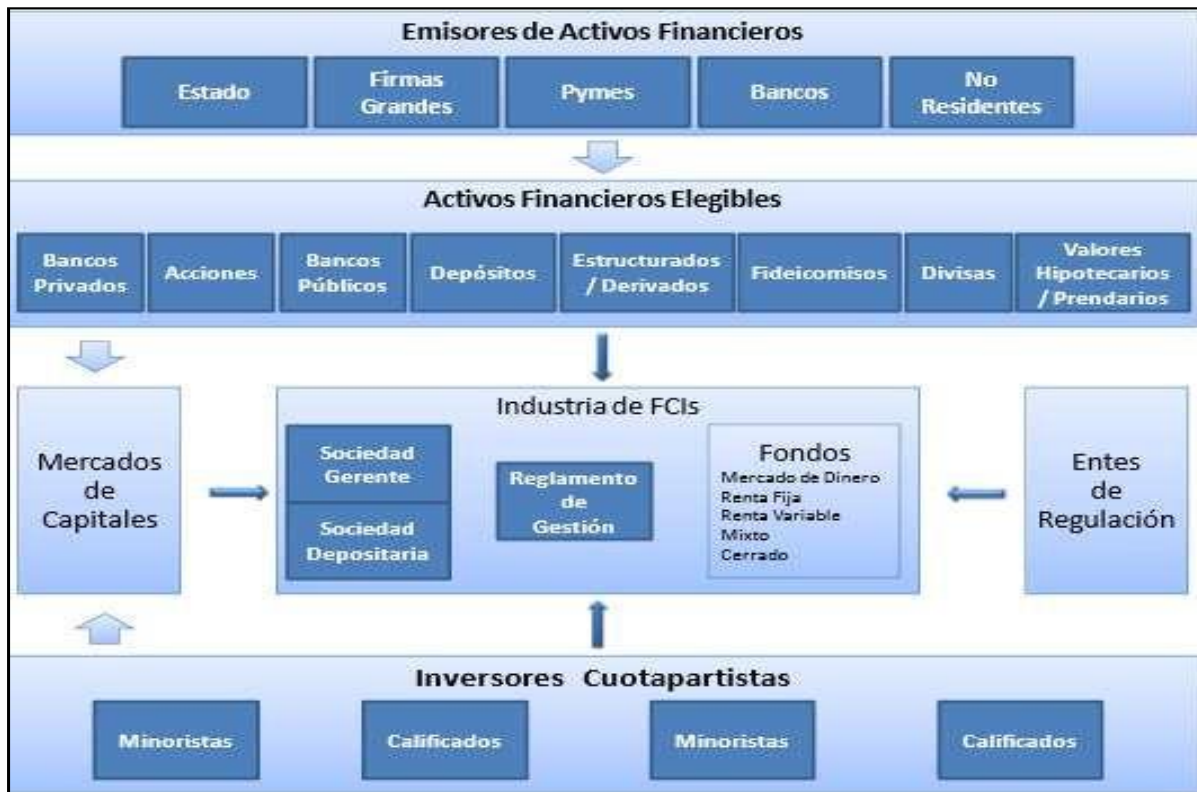 Emisores de Activos Financieros
Estado
Firmas
Grandes
Pymes
Bancos
No
Residentes
Activos Financieros Elegibles
Bancos
Privados
Acciones
Bancos
Públicos
Depósitos
Estructurados
/ Derivados
Fideicomisos
Divisas
Valores
Hipotecarios
/ Prendarios
Mercados
de
Capitales
Industria de FCIs
Sociedad
Gerente
Sociedad
Depositaria
Reglamento
de
Gestión
Fondos
Mercado de Dinero
Renta Fija
Renta Variable
Mixto
Cerrado
Entes
de
Regulación
Inversores Cuotapartistas
Minoristas
Calificados
Minoristas
Calificados